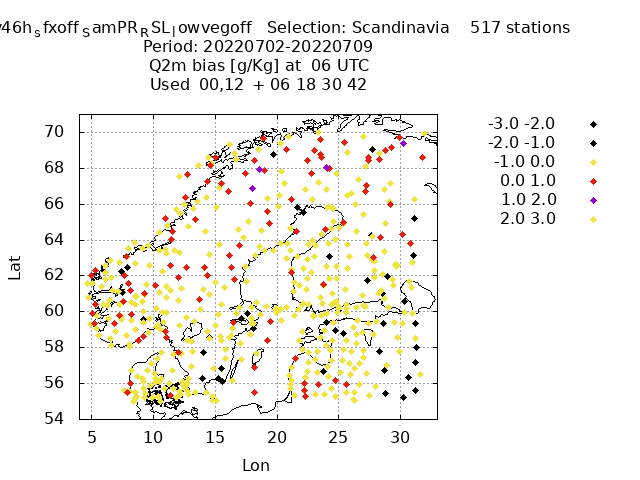 46h_sfxoff_SamPR_RSL_lowvegoff Selection: Scandinavia 517 stations
Period: 20220702-20220709
Q2m bias [g/Kg] at 06 UTC
Used 00,12 + 06 18 30 42
-3.0 -2.0
-2.0 -1.0
-1.0 0.0
0.0 1.0
1.0 2.0
2.0 3.0
70
68
66
64
62
60
58
56
54
Lat
5 10 15 20 25 30
Lon